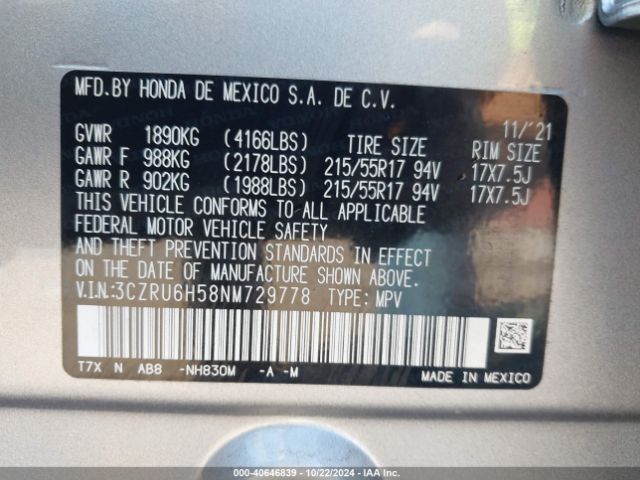 MFD.BY HONDA DE MEXICO S.A. DE C.V.
11/'21
GVWR 1890KG (4166LBS) TIRE SIZE RIM SIZE
GAWR F 988KG (2178LBS) 215/55R17 94V 17X7.5J
GAWR R 902KG (1988LBS) 215/55R17 94V 17X7.5J
THIS VEHICLE CONFORMS TO ALL APPLICABLE
FEDERAL MOTOR VEHICLE SAFETY
AND THEFT PREVENTION STANDARDS IN EFFECT
ON THE DATE OF MANUFACTURE SHOWN ABOVE.
V.I.N.:3CZRU6H58NM729778 TYPE: MPV
T7X N AB8 -NH830M -A -M
MADE IN MEXICO
000-40646839 - 10/22/2024 - IAA Inc.